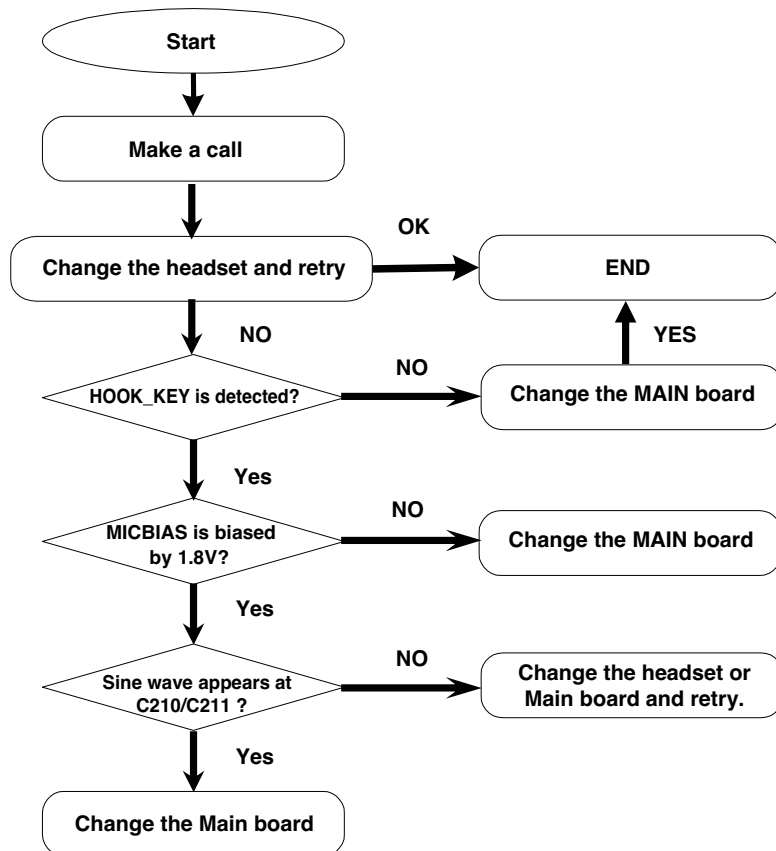 Start
Make a call
OK
Change the headset and retry
END
NO
YES
HOOK_KEY is detected?
NO
Change the MAIN board
Yes
MICBIAS is biased
by 1.8V?
NO
Change the MAIN board
Yes
Sine wave appears at
C210/C211 ?
NO
Change the headset or
Main board and retry.
Yes
Change the Main board